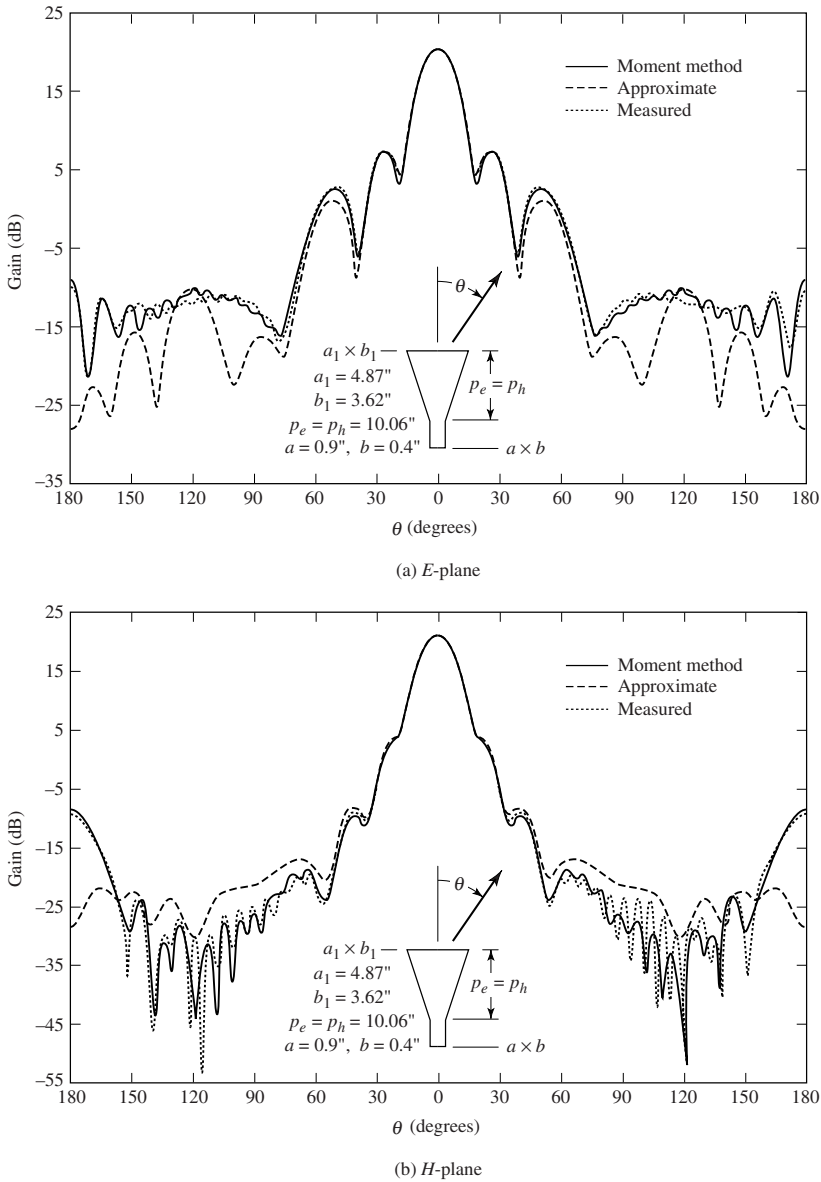 25
15
5
–5
–15
–25
–35
Gain (dB)
Moment method
Approximate
Measured
θ
a₁ × b₁
a₁ = 4.87"
b₁ = 3.62"
pₑ = pₕ = 10.06"
a = 0.9", b = 0.4"
pₑ = pₕ
a × b
180 150 120 90 60 30 0 30 60 90 120 150 180
θ (degrees)
(a) E-plane
25
15
5
–5
–15
–25
–35
–45
–55
Gain (dB)
Moment method
Approximate
Measured
θ
a₁ × b₁
a₁ = 4.87"
b₁ = 3.62"
pₑ = pₕ = 10.06"
a = 0.9", b = 0.4"
pₑ = pₕ
a × b
180 150 120 90 60 30 0 30 60 90 120 150 180
θ (degrees)
(b) H-plane